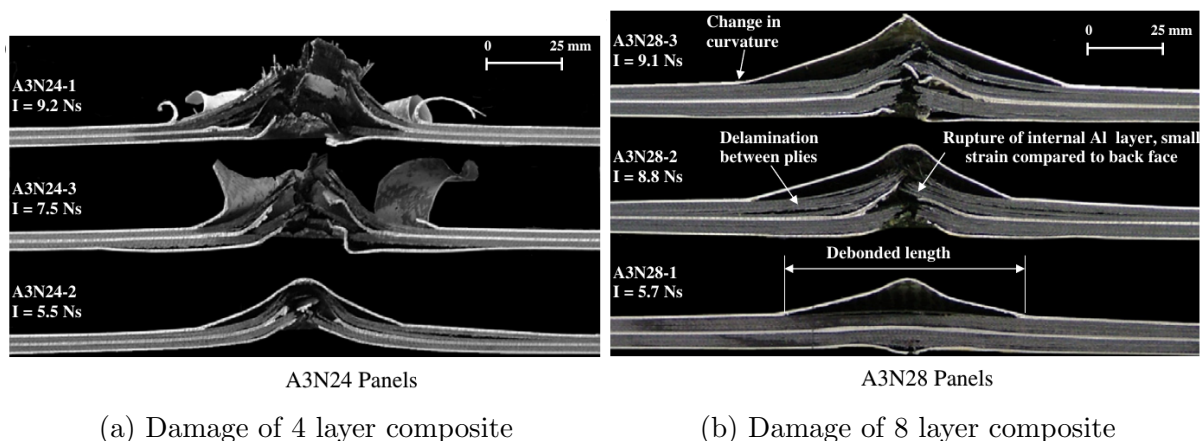 A3N24-1
I = 9.2 Ns
0 25 mm
A3N24-3
I = 7.5 Ns
A3N24-2
I = 5.5 Ns
A3N24 Panels
(a) Damage of 4 layer composite
A3N28-3
I = 9.1 Ns
Change in
curvature
0 25 mm
A3N28-2
I = 8.8 Ns
Delamination
between plies
Rupture of internal Al layer, small
strain compared to back face
A3N28-1
I = 5.7 Ns
Debonded length
A3N28 Panels
(b) Damage of 8 layer composite